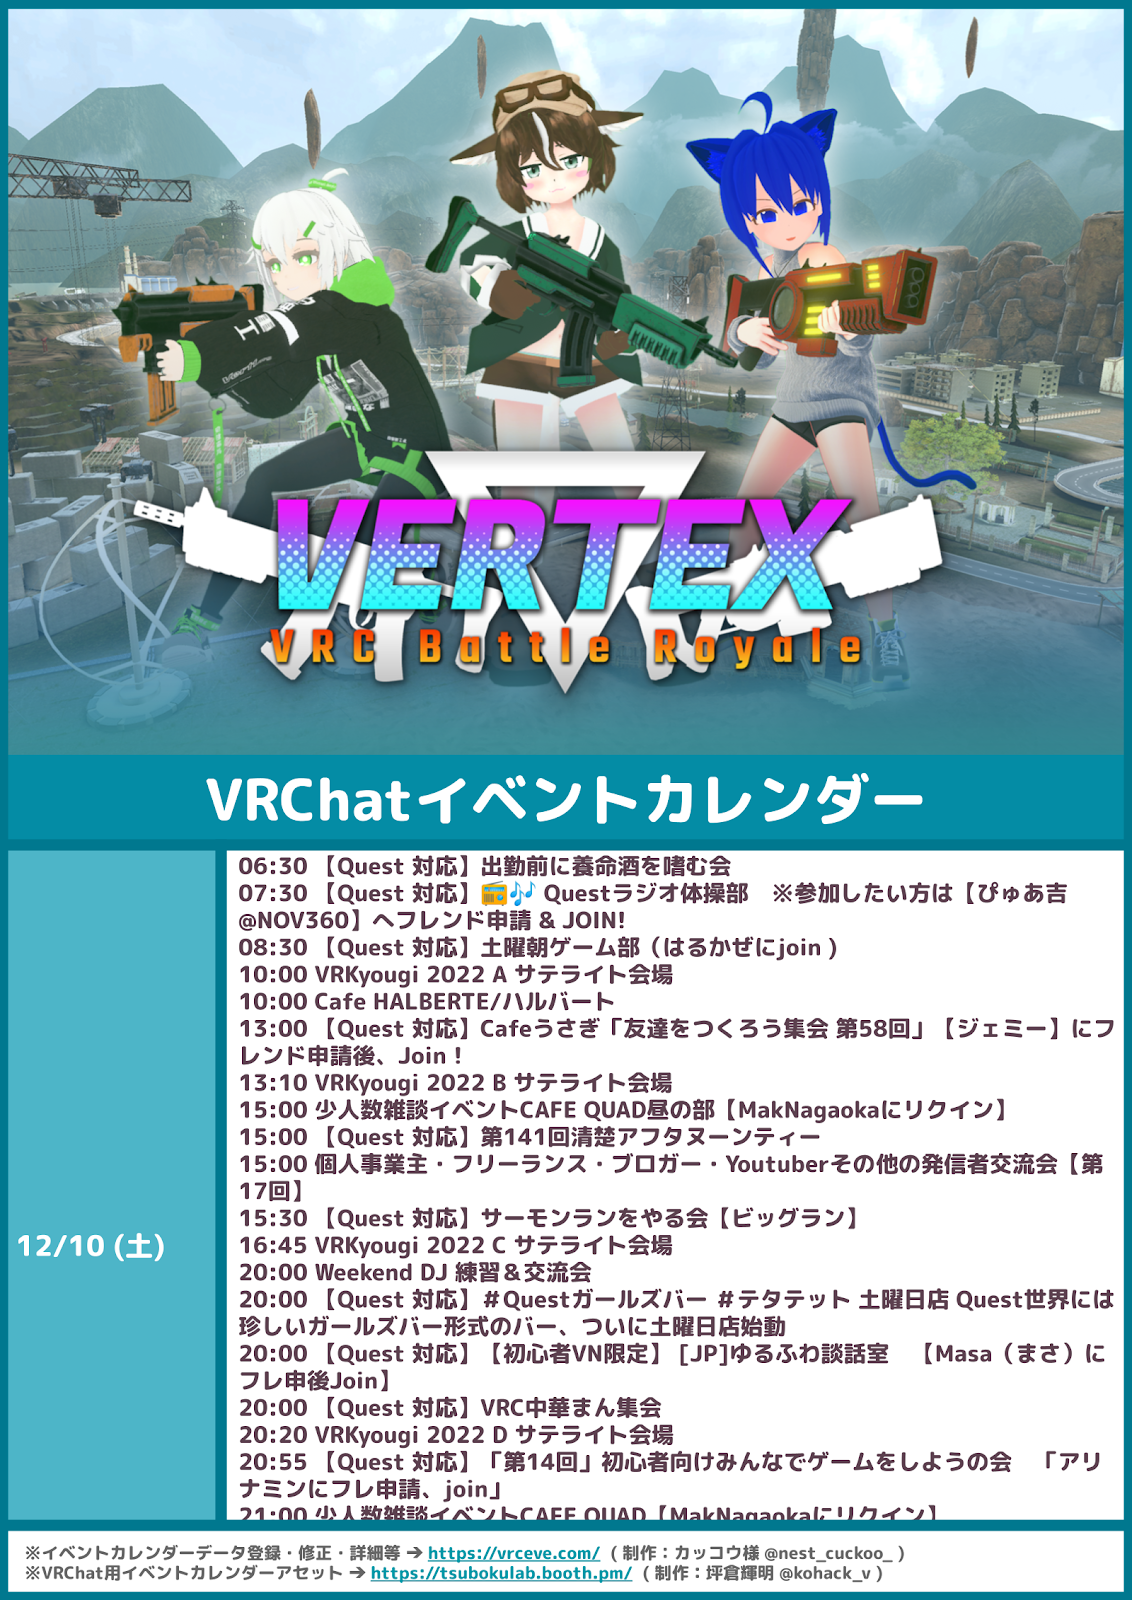 VERTEX
VRC Battle Royale
VRChatイベントカレンダー
12/10 (土)
06:30 【Quest 対応】出勤前に養命酒を嗜む会
07:30 【Quest 対応】📻🎶 Questラジオ体操部　※参加したい方は【ぴゅあ吉
@NOV360】へフレンド申請 & JOIN!
08:30 【Quest 対応】土曜朝ゲーム部（はるかぜにjoin )
10:00 VRKyougi 2022 A サテライト会場
10:00 Cafe HALBERTE/ハルバート
13:00 【Quest 対応】Cafeうさぎ「友達をつくろう集会 第58回」【ジェミー】にフ
レンド申請後、Join！
13:10 VRKyougi 2022 B サテライト会場
15:00 少人数雑談イベントCAFE QUAD昼の部【MakNagaokaにリクイン】
15:00 【Quest 対応】第141回清楚アフタヌーンティー
15:00 個人事業主・フリーランス・ブロガー・Youtuberその他の発信者交流会【第
17回】
15:30 【Quest 対応】サーモンランをやる会【ビッグラン】
16:45 VRKyougi 2022 C サテライト会場
20:00 Weekend DJ 練習＆交流会
20:00 【Quest 対応】＃Questガールズバー ＃テタテット 土曜日店 Quest世界には
珍しいガールズバー形式のバー、ついに土曜日店始動
20:00 【Quest 対応】【初心者VN限定】 [JP]ゆるふわ談話室　【Masa（まさ）に
フレ申後Join】
20:00 【Quest 対応】VRC中華まん集会
20:20 VRKyougi 2022 D サテライト会場
20:55 【Quest 対応】「第14回」初心者向けみんなでゲームをしようの会　「アリ
ナミンにフレ申請、join」
21:00 少人数雑談イベントCAFE QUAD【MakNagaokaにリクイン】
※イベントカレンダーデータ登録・修正・詳細等 ➔ https://vrceve.com/ ( 制作：カッコウ様 @nest_cuckoo_ )
※VRChat用イベントカレンダーアセット ➔ https://tsubokulab.booth.pm/ ( 制作：坪倉輝明 @kohack_v )